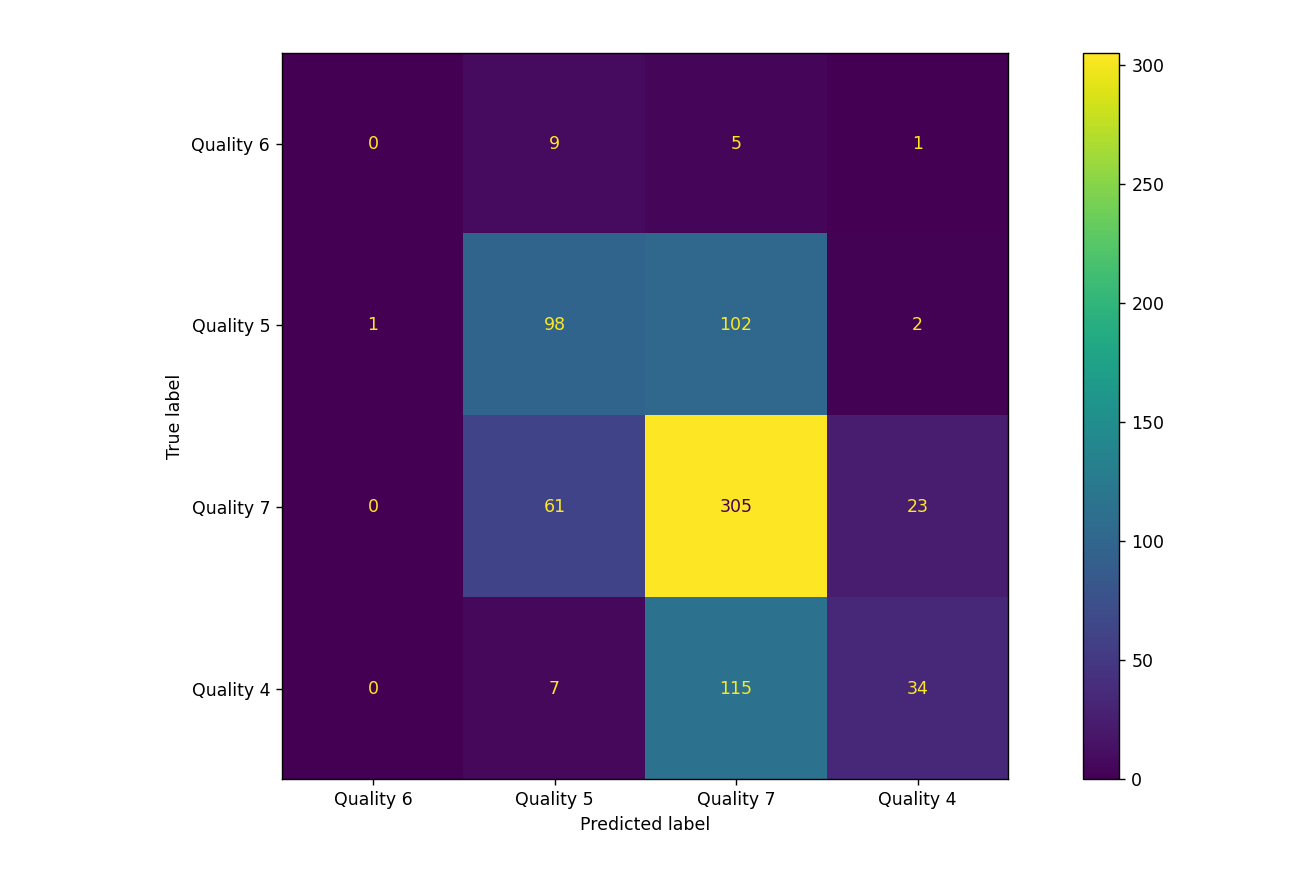 Quality 6 0 9 5 1
Quality 5 1 98 102 2
Quality 7 0 61 305 23
Quality 4 0 7 115 34
Quality 6 Quality 5 Quality 7 Quality 4
Predicted label
True label
300
250
200
150
100
50
0